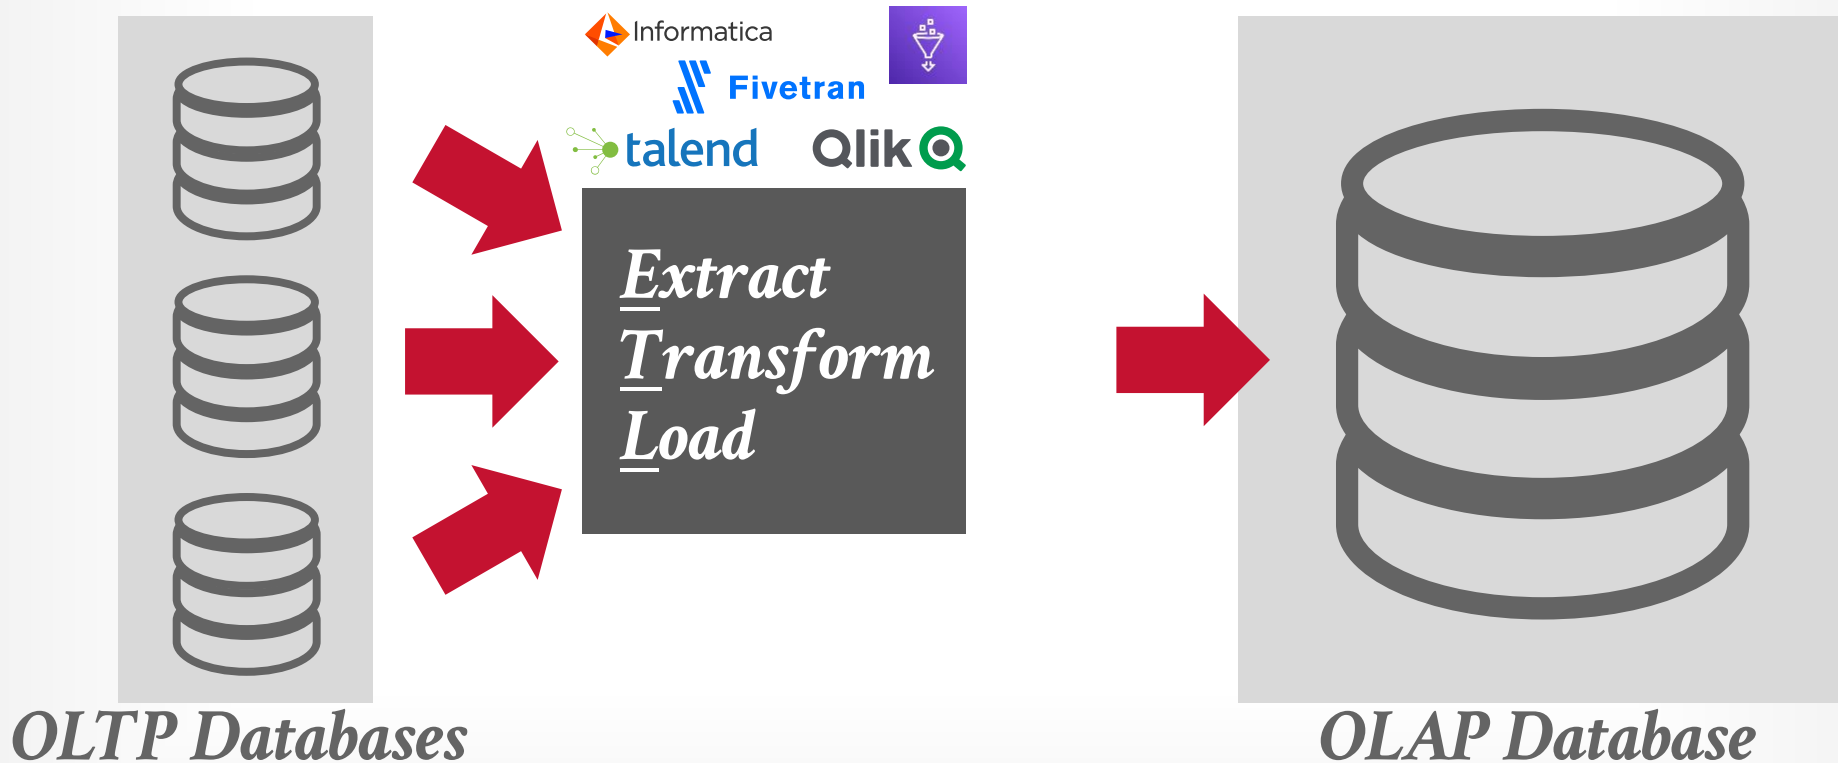 Informatica
Fivetran
talend
Qlik
Extract
Transform
Load
OLTP Databases
OLAP Database